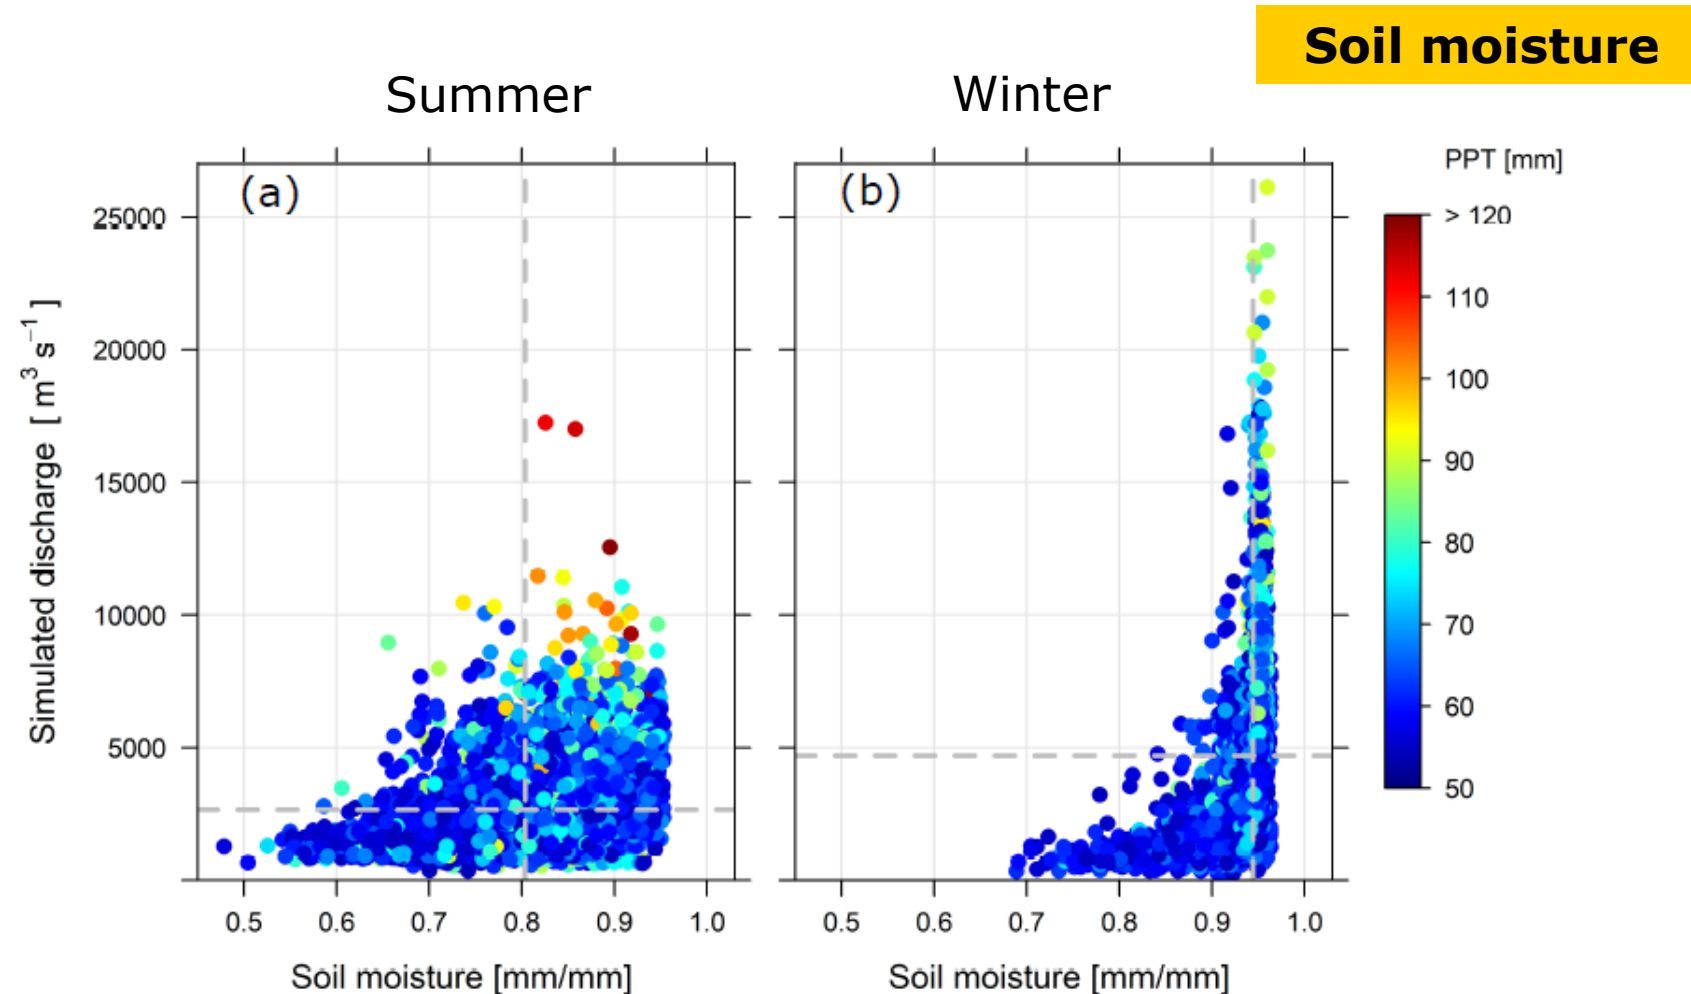 Soil moisture
Summer
Winter
(a)
(b)
PPT [mm]
> 120
110
100
90
80
70
60
50
25000
20000
15000
10000
5000
Simulated discharge [ m³ s⁻¹ ]
0.5 0.6 0.7 0.8 0.9 1.0
0.5 0.6 0.7 0.8 0.9 1.0
Soil moisture [mm/mm]
Soil moisture [mm/mm]